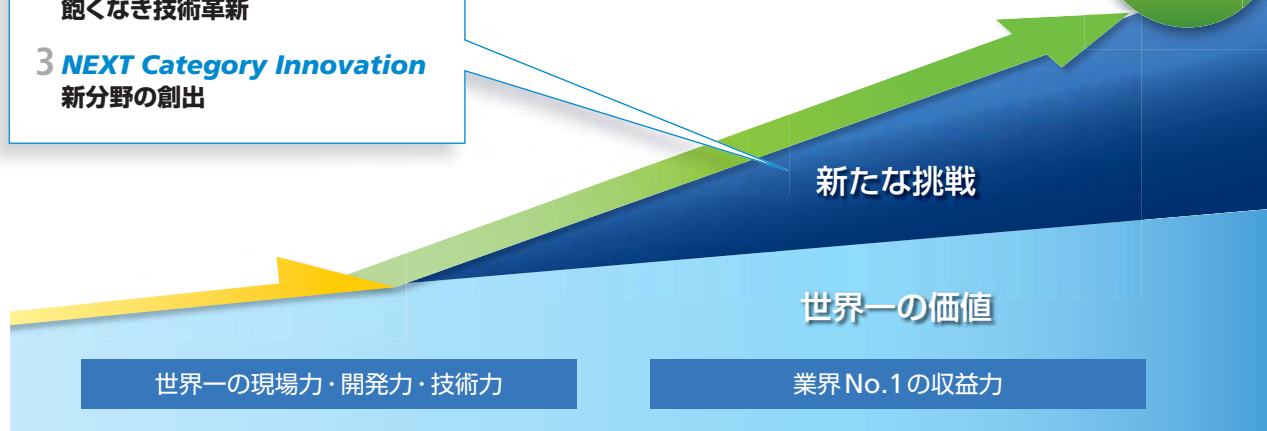 飽くなき技術革新
3 NEXT Category Innovation
新分野の創出
新たな挑戦
世界一の価値
世界一の現場力・開発力・技術力
業界No.1の収益力